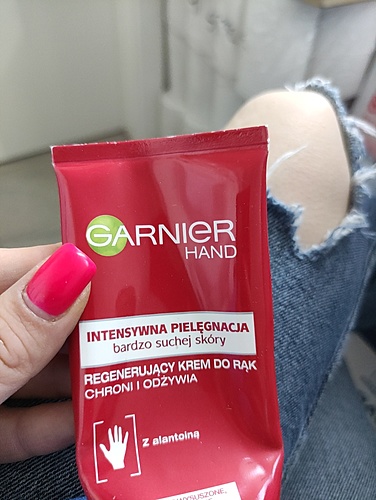 GARNIER
HAND
INTENSYWNA PIELĘGNACJA
bardzo suchej skóry
REGENERUJĄCY KREM DO RĄK
CHRONI I ODŻYWIA
Z alantoiną